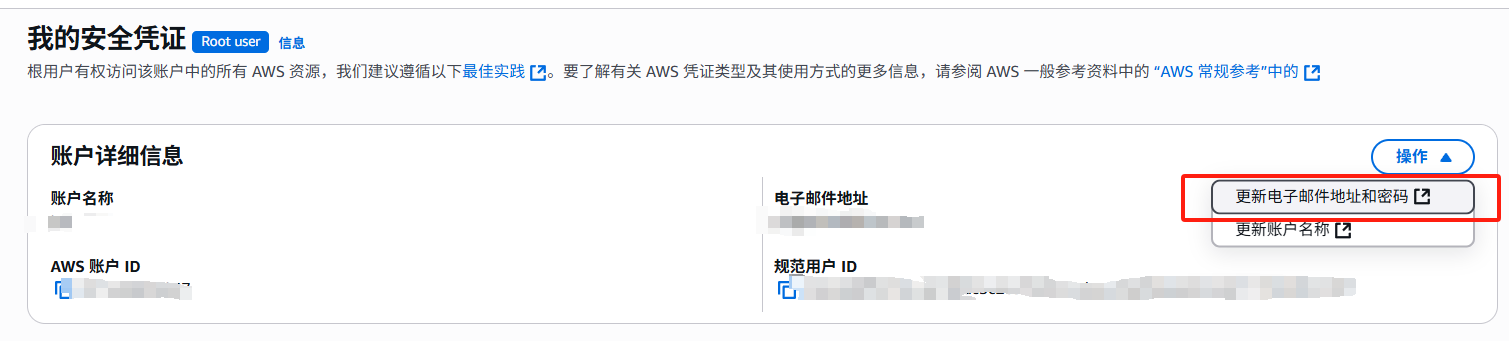 我的安全凭证 Root user 信息
根用户有权访问该账户中的所有 AWS 资源，我们建议遵循以下最佳实践 。要了解有关 AWS 凭证类型及其使用方式的更多信息，请参阅 AWS 一般参考资料中的 “AWS 常规参考”中的
账户详细信息
操作
更新电子邮件地址和密码
更新账户名称
账户名称
电子邮件地址
AWS 账户 ID
规范用户 ID